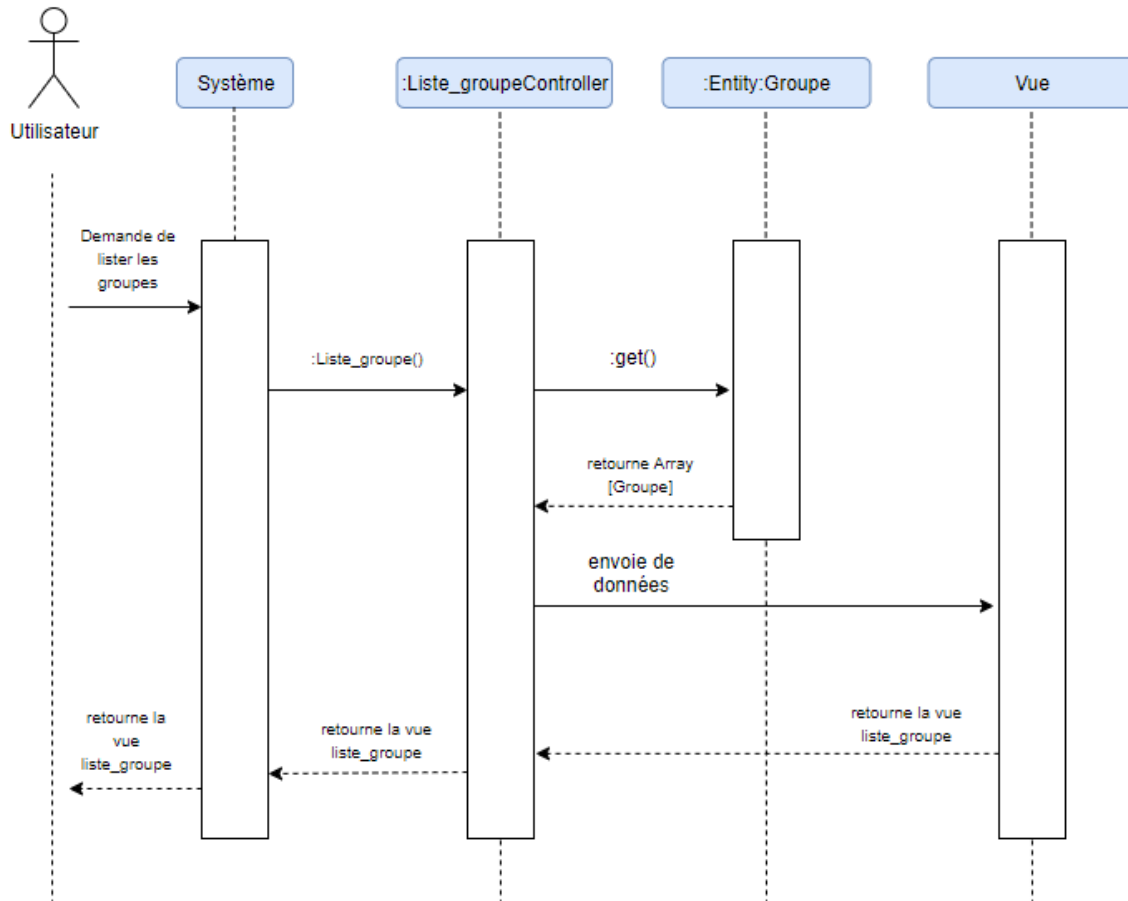 Utilisateur
Système
:Liste_groupeController
:Entity:Groupe
Vue
Demande de
lister les
groupes
:Liste_groupe()
:get()
retourne Array
[Groupe]
envoie de
données
retourne la vue
liste_groupe
retourne la vue
liste_groupe
retourne la
vue
liste_groupe